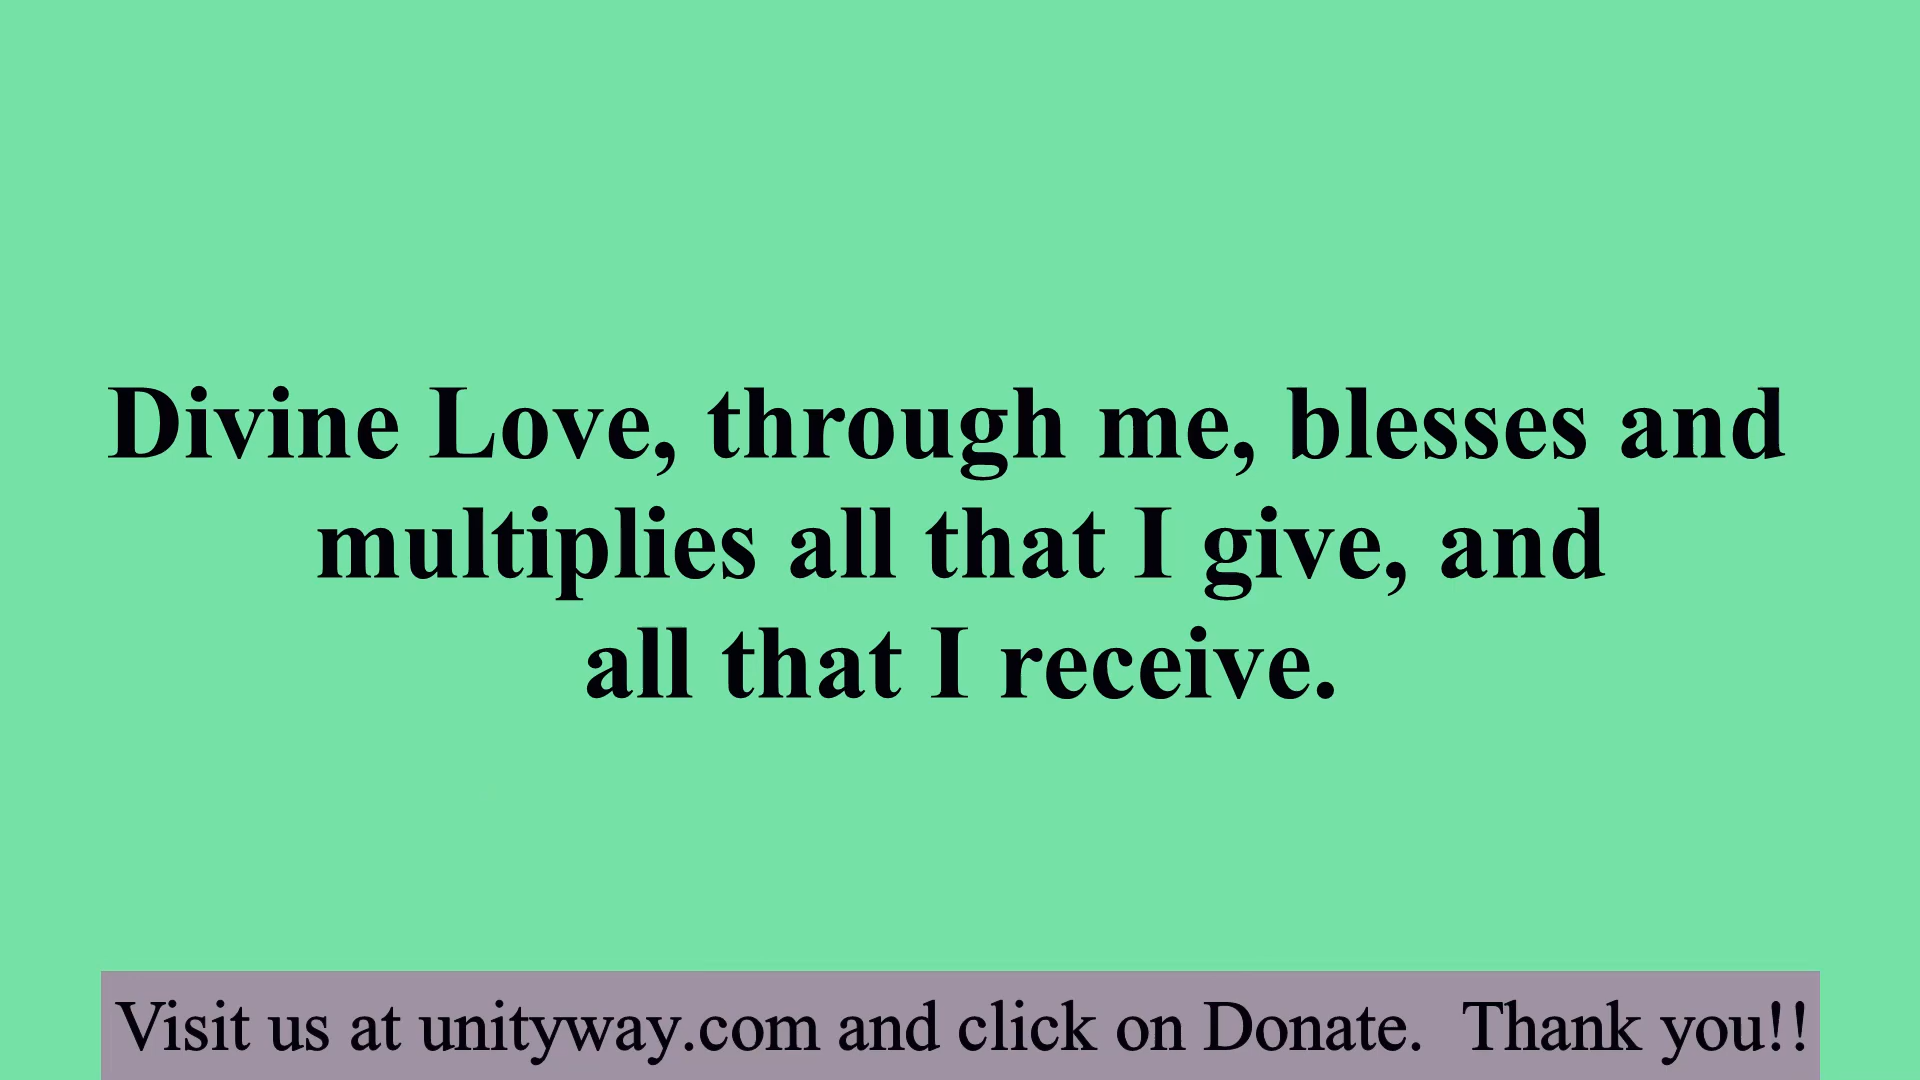 Divine Love, through me, blesses and
multiplies all that I give, and
all that I receive.
Visit us at unityway.com and click on Donate.  Thank you!!